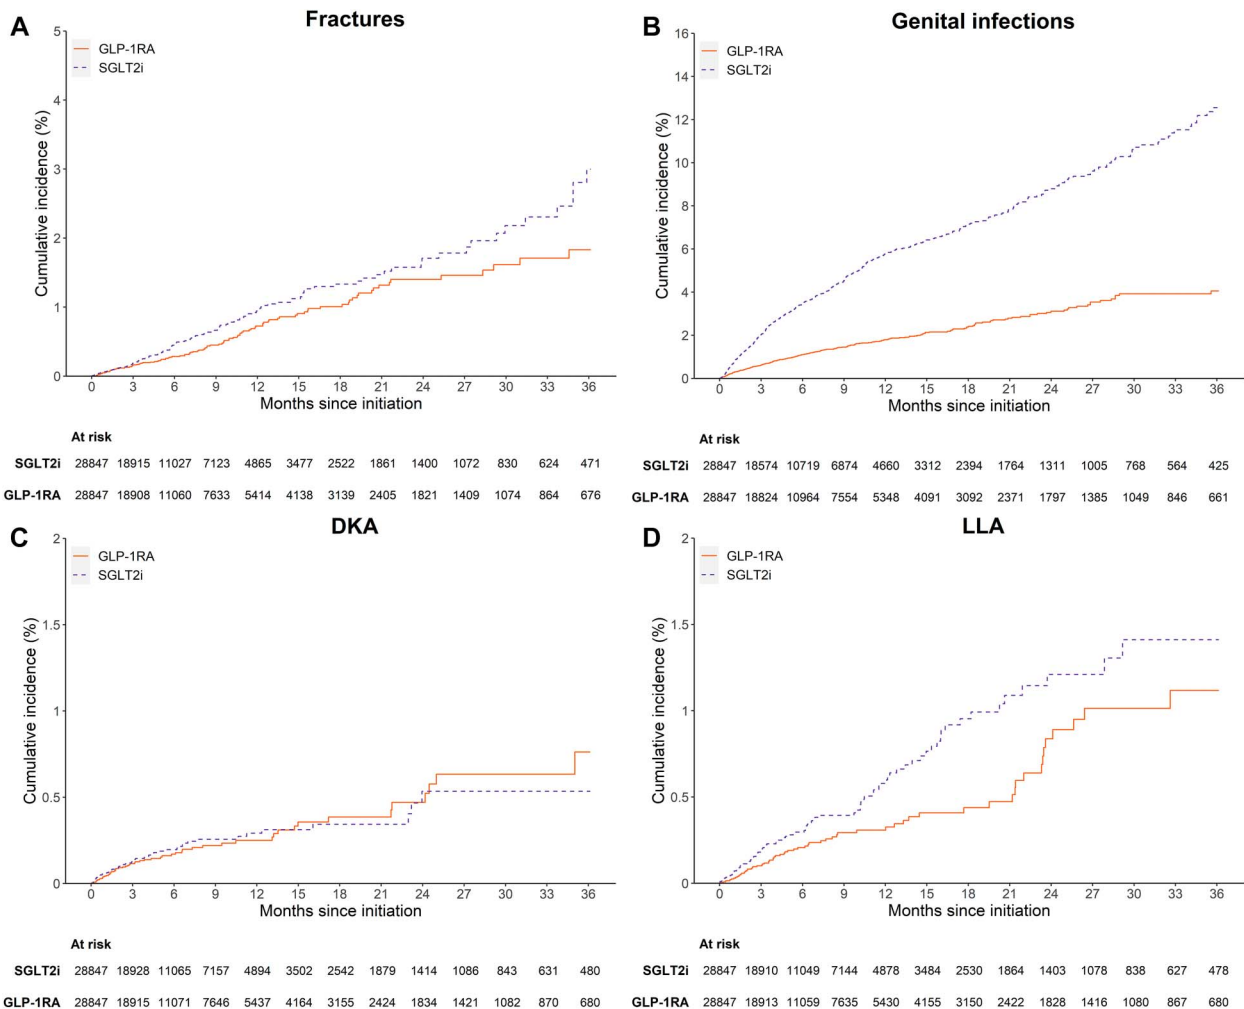 A
Fractures
GLP-1RA
SGLT2i
Cumulative incidence (%)
5
4
3
2
1
0
0 3 6 9 12 15 18 21 24 27 30 33 36
Months since initiation
At risk
SGLT2i 28847 18915 11027 7123 4865 3477 2522 1861 1400 1072 830 624 471
GLP-1RA 28847 18908 11060 7633 5414 4138 3139 2405 1821 1409 1074 864 676
B
Genital infections
GLP-1RA
SGLT2i
Cumulative incidence (%)
16
14
12
10
8
6
4
2
0
0 3 6 9 12 15 18 21 24 27 30 33 36
Months since initiation
At risk
SGLT2i 28847 18574 10719 6874 4660 3312 2394 1764 1311 1005 768 564 425
GLP-1RA 28847 18824 10964 7554 5348 4091 3092 2371 1797 1385 1049 846 661
C
DKA
GLP-1RA
SGLT2i
Cumulative incidence (%)
2
1.5
1
0.5
0
0 3 6 9 12 15 18 21 24 27 30 33 36
Months since initiation
At risk
SGLT2i 28847 18928 11065 7157 4894 3502 2542 1879 1414 1086 843 631 480
GLP-1RA 28847 18915 11071 7646 5437 4164 3155 2424 1834 1421 1082 870 680
D
LLA
GLP-1RA
SGLT2i
Cumulative incidence (%)
2
1.5
1
0.5
0
0 3 6 9 12 15 18 21 24 27 30 33 36
Months since initiation
At risk
SGLT2i 28847 18910 11049 7144 4878 3484 2530 1864 1403 1078 838 627 478
GLP-1RA 28847 18913 11059 7635 5430 4155 3150 2422 1828 1416 1080 867 680